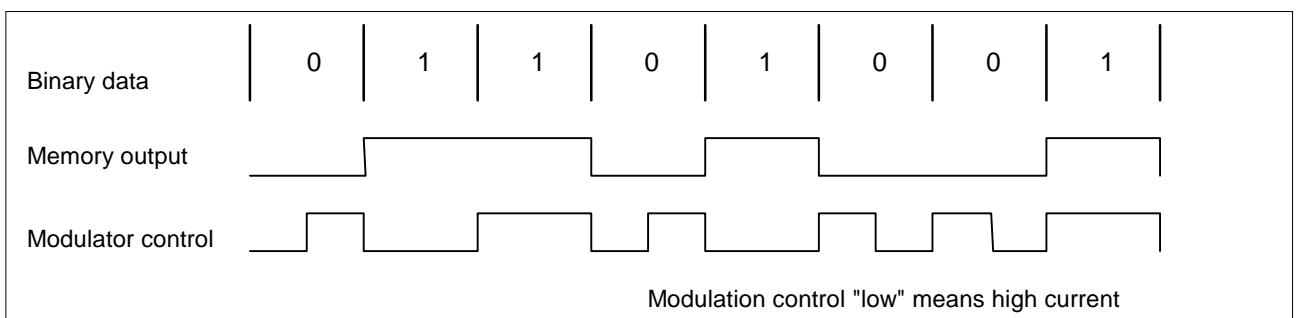 Binary data 0 1 1 0 1 0 0 1
Memory output
Modulator control
Modulation control "low" means high current